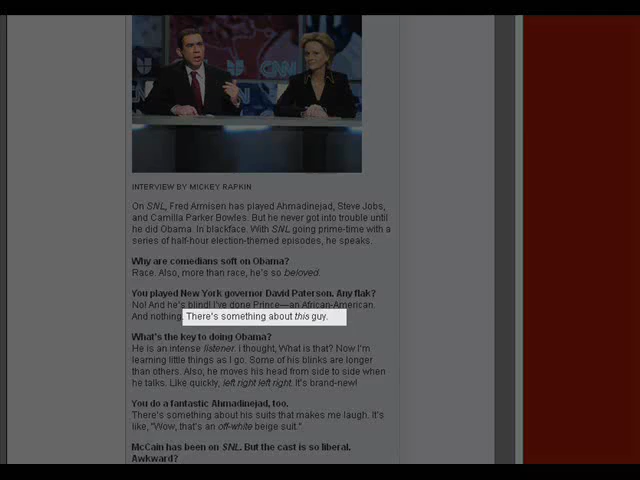 CNN
INTERVIEW BY MICKEY RAPKIN
On SNL, Fred Armisen has played Ahmadinejad, Steve Jobs,
and Camilla Parker Bowles. But he never got into trouble until
he did Obama. In blackface. With SNL going prime-time with a
series of half-hour election-themed episodes, he speaks.
Why are comedians soft on Obama?
Race. Also, more than race, he's so beloved.
You played New York governor David Paterson. Any flak?
No! And he's blind! I've done Prince—an African-American.
And nothing. There's something about this guy.
What's the key to doing Obama?
He is an intense listener. I thought, What is that? Now I'm
learning little things as I go. Some of his blinks are longer
than others. Also, he moves his head from side to side when
he talks. Like quickly, left right left right. It's brand-new!
You do a fantastic Ahmadinejad, too.
There's something about his suits that makes me laugh. It's
like, "Wow, that's an off-white beige suit."
McCain has been on SNL. But the cast is so liberal.
Awkward?